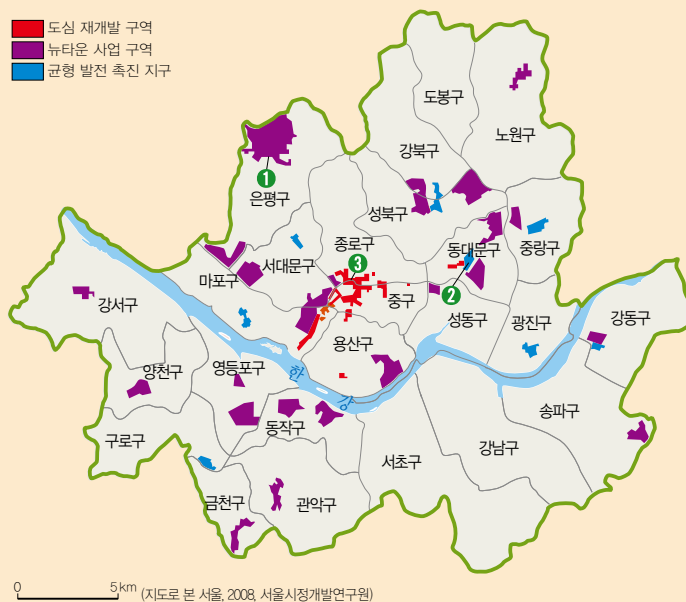 도심 재개발 구역
뉴타운 사업 구역
균형 발전 촉진 지구
도봉구
노원구
강북구
1
은평구
성북구
종로구
동대문구
중랑구
서대문구
3
마포구
중구
2
강서구
성동구
광진구
강동구
용산구
양천구
영등포구
한강
송파구
동작구
구로구
강남구
서초구
금천구
관악구
0 5km (지도로 본 서울, 2008, 서울시정개발연구원)